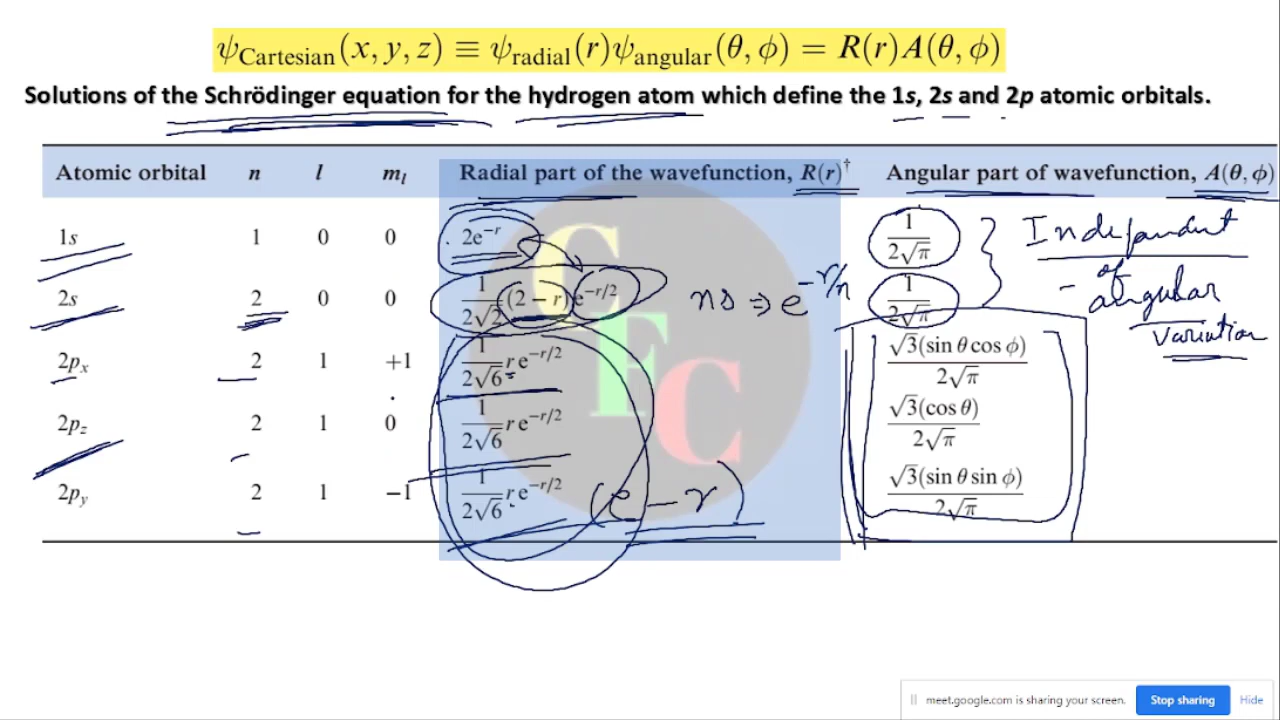 ψCartesian(x, y, z) ≡ ψradial(r)ψangular(θ, ϕ) = R(r)A(θ, ϕ)
Solutions of the Schrödinger equation for the hydrogen atom which define the 1s, 2s and 2p atomic orbitals.
Atomic orbital n l ml Radial part of the wavefunction, R(r)† Angular part of wavefunction, A(θ, ϕ)
1s 1 0 0 2e^−r 1/2√π
2s 2 0 0 1/2√2 (2 − r) e^−r/2 1/2√π
2px 2 1 +1 1/2√6 r e^−r/2 √3(sin θ cos ϕ)/2√π
2pz 2 1 0 1/2√6 r e^−r/2 √3(cos θ)/2√π
2py 2 1 −1 1/2√6 r e^−r/2 √3(sin θ sin ϕ)/2√π
ns ⇒ e^−r/n
Independent
of
angular
variation
(e − r)
CFC
meet.google.com is sharing your screen. Stop sharing Hide